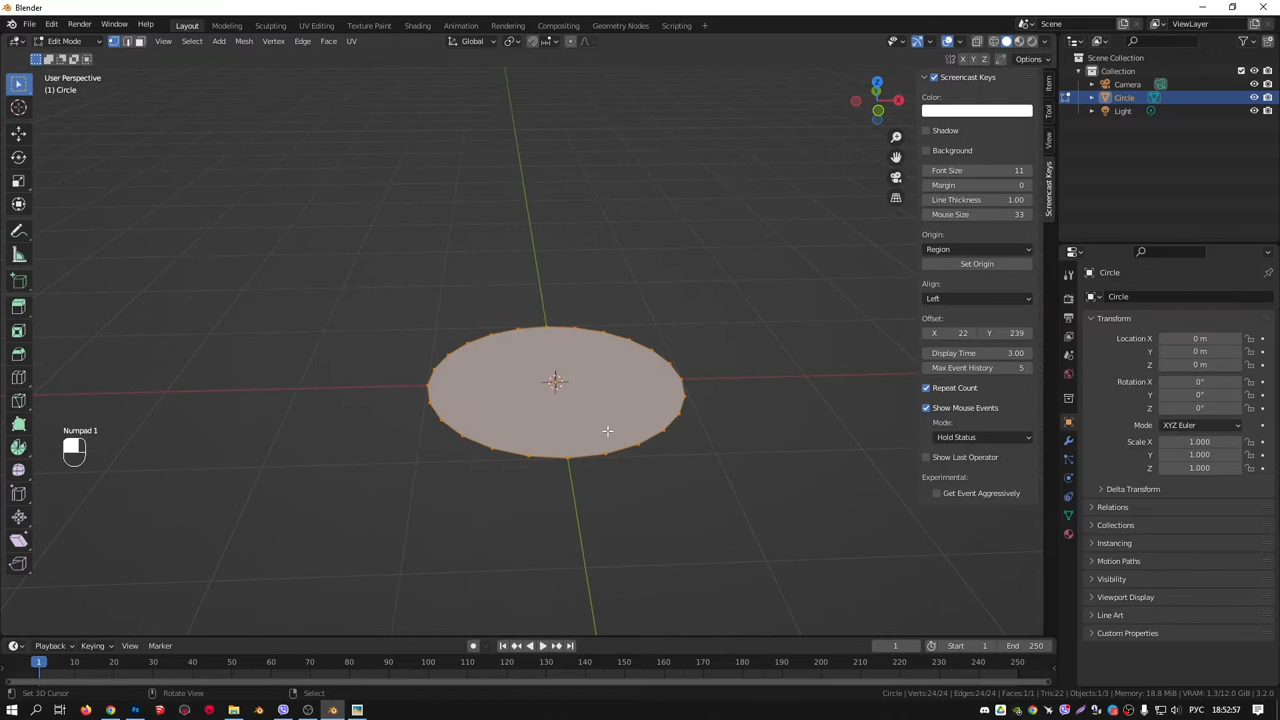 Blender
File Edit Render Window Help
Layout Modeling Sculpting UV Editing Texture Paint Shading Animation Rendering Compositing Geometry Nodes Scripting +
Scene
ViewLayer
Edit Mode View Select Add Mesh Vertex Edge Face UV
Global
X Y Z Options
User Perspective
(1) Circle
Z
Y
X
Numpad 1
Screencast Keys
Color:
Shadow
Background
Font Size 11
Margin 0
Line Thickness 1.00
Mouse Size 33
Origin:
Region
Set Origin
Align:
Left
Offset:
X 22 Y 239
Display Time 3.00
Max Event History 5
Repeat Count
Show Mouse Events
Mode:
Hold Status
Show Last Operator
Experimental:
Get Event Aggressively
Item
Tool
View
Screencast Keys
Scene Collection
Collection
Camera
Circle
Light
Circle
Circle
Transform
Location X 0 m
Y 0 m
Z 0 m
Rotation X 0°
Y 0°
Z 0°
Mode XYZ Euler
Scale X 1.000
Y 1.000
Z 1.000
Delta Transform
Relations
Collections
Instancing
Motion Paths
Visibility
Viewport Display
Line Art
Custom Properties
Playback Keying View Marker
1 Start 1 End 250
1 10 20 30 40 50 60 70 80 90 100 110 120 130 140 150 160 170 180 190 200 210 220 230 240 250
Set 3D Cursor Rotate View Select
Circle | Verts:24/24 | Edges:24/24 | Faces:1/1 | Tris:22 | Objects:1/3 | Memory: 18.8 MiB | VRAM: 1.3/12.0 GiB | 3.2.0
РУС 18:52:57